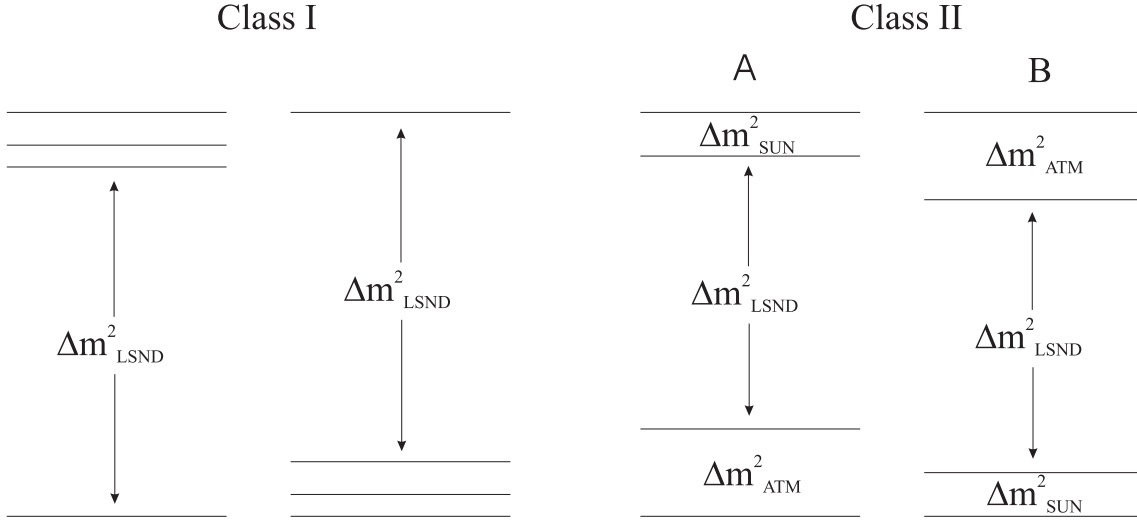 Class I
Class II
A
B
Δm²SUN
Δm²ATM
Δm²LSND
Δm²LSND
Δm²LSND
Δm²LSND
Δm²ATM
Δm²SUN